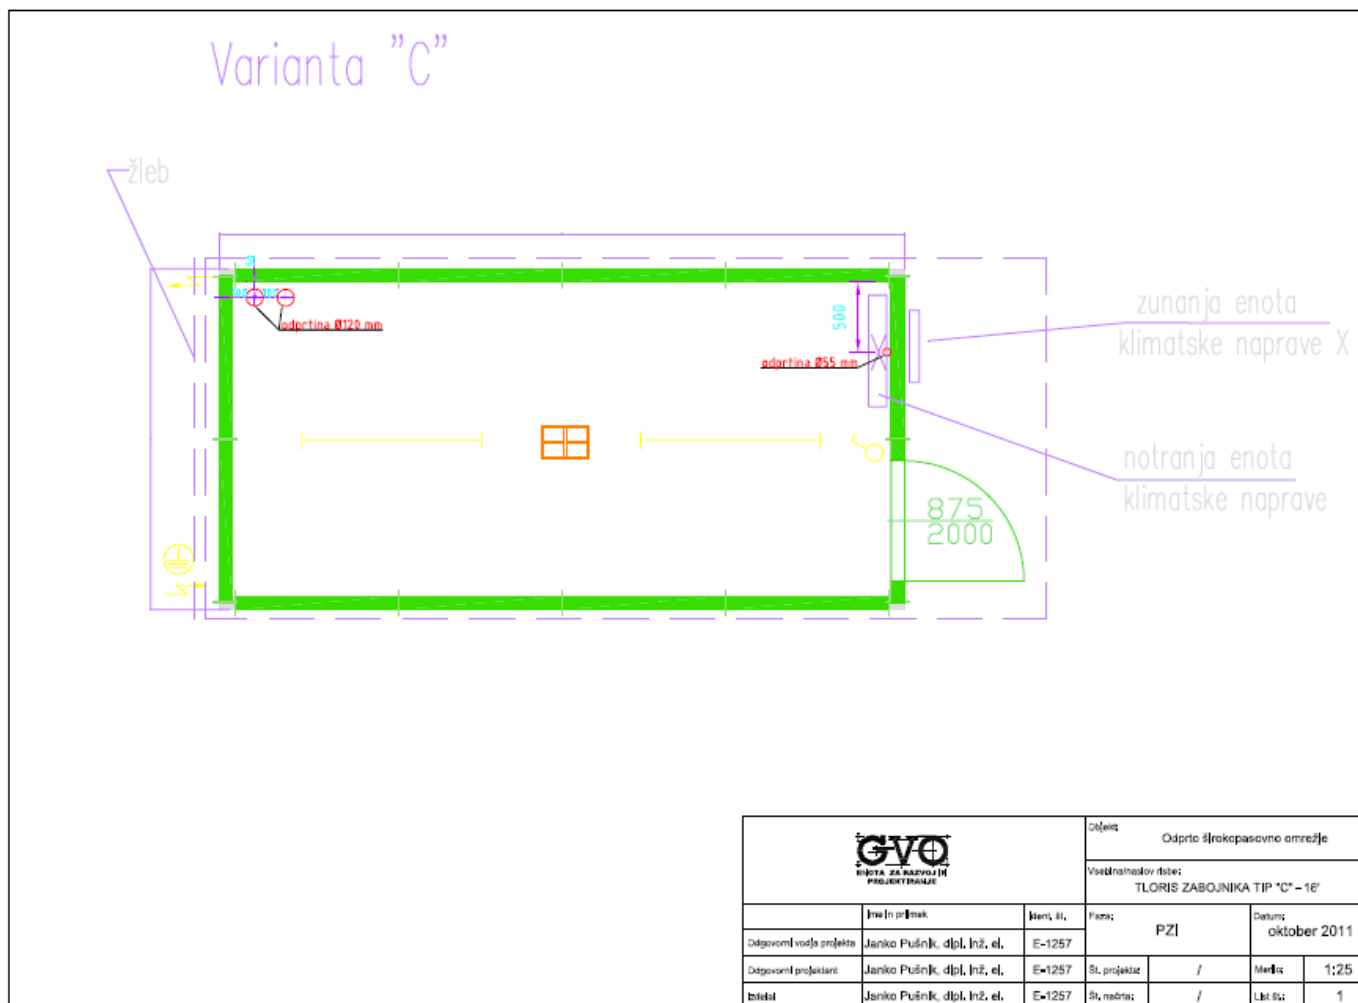 Varianta "C"
žleb
50
100
odprtina Ø120 mm
500
odprtina Ø55 mm
zunanja enota
klimatske naprave X
notranja enota
klimatske naprave
875
2000
GVO
ENOTA ZA RAZVOJ IN
PROJEKTIRANJE
Objekt:
Odprto širokopasovno omrežje
Vsebina/naslov risbe:
TLORIS ZABOJNIKA TIP "C" – 16'
Ime in priimek
Ident. št.
Faza:
PZI
Datum:
oktober 2011
Odgovorni vodja projekta Janko Pušnik, dipl. inž. el. E-1257
Odgovorni projektant Janko Pušnik, dipl. inž. el. E-1257 Št. projekta: / Merilo: 1:25
Izdelal Janko Pušnik, dipl. inž. el. E-1257 Št. načrta: / List št.: 1